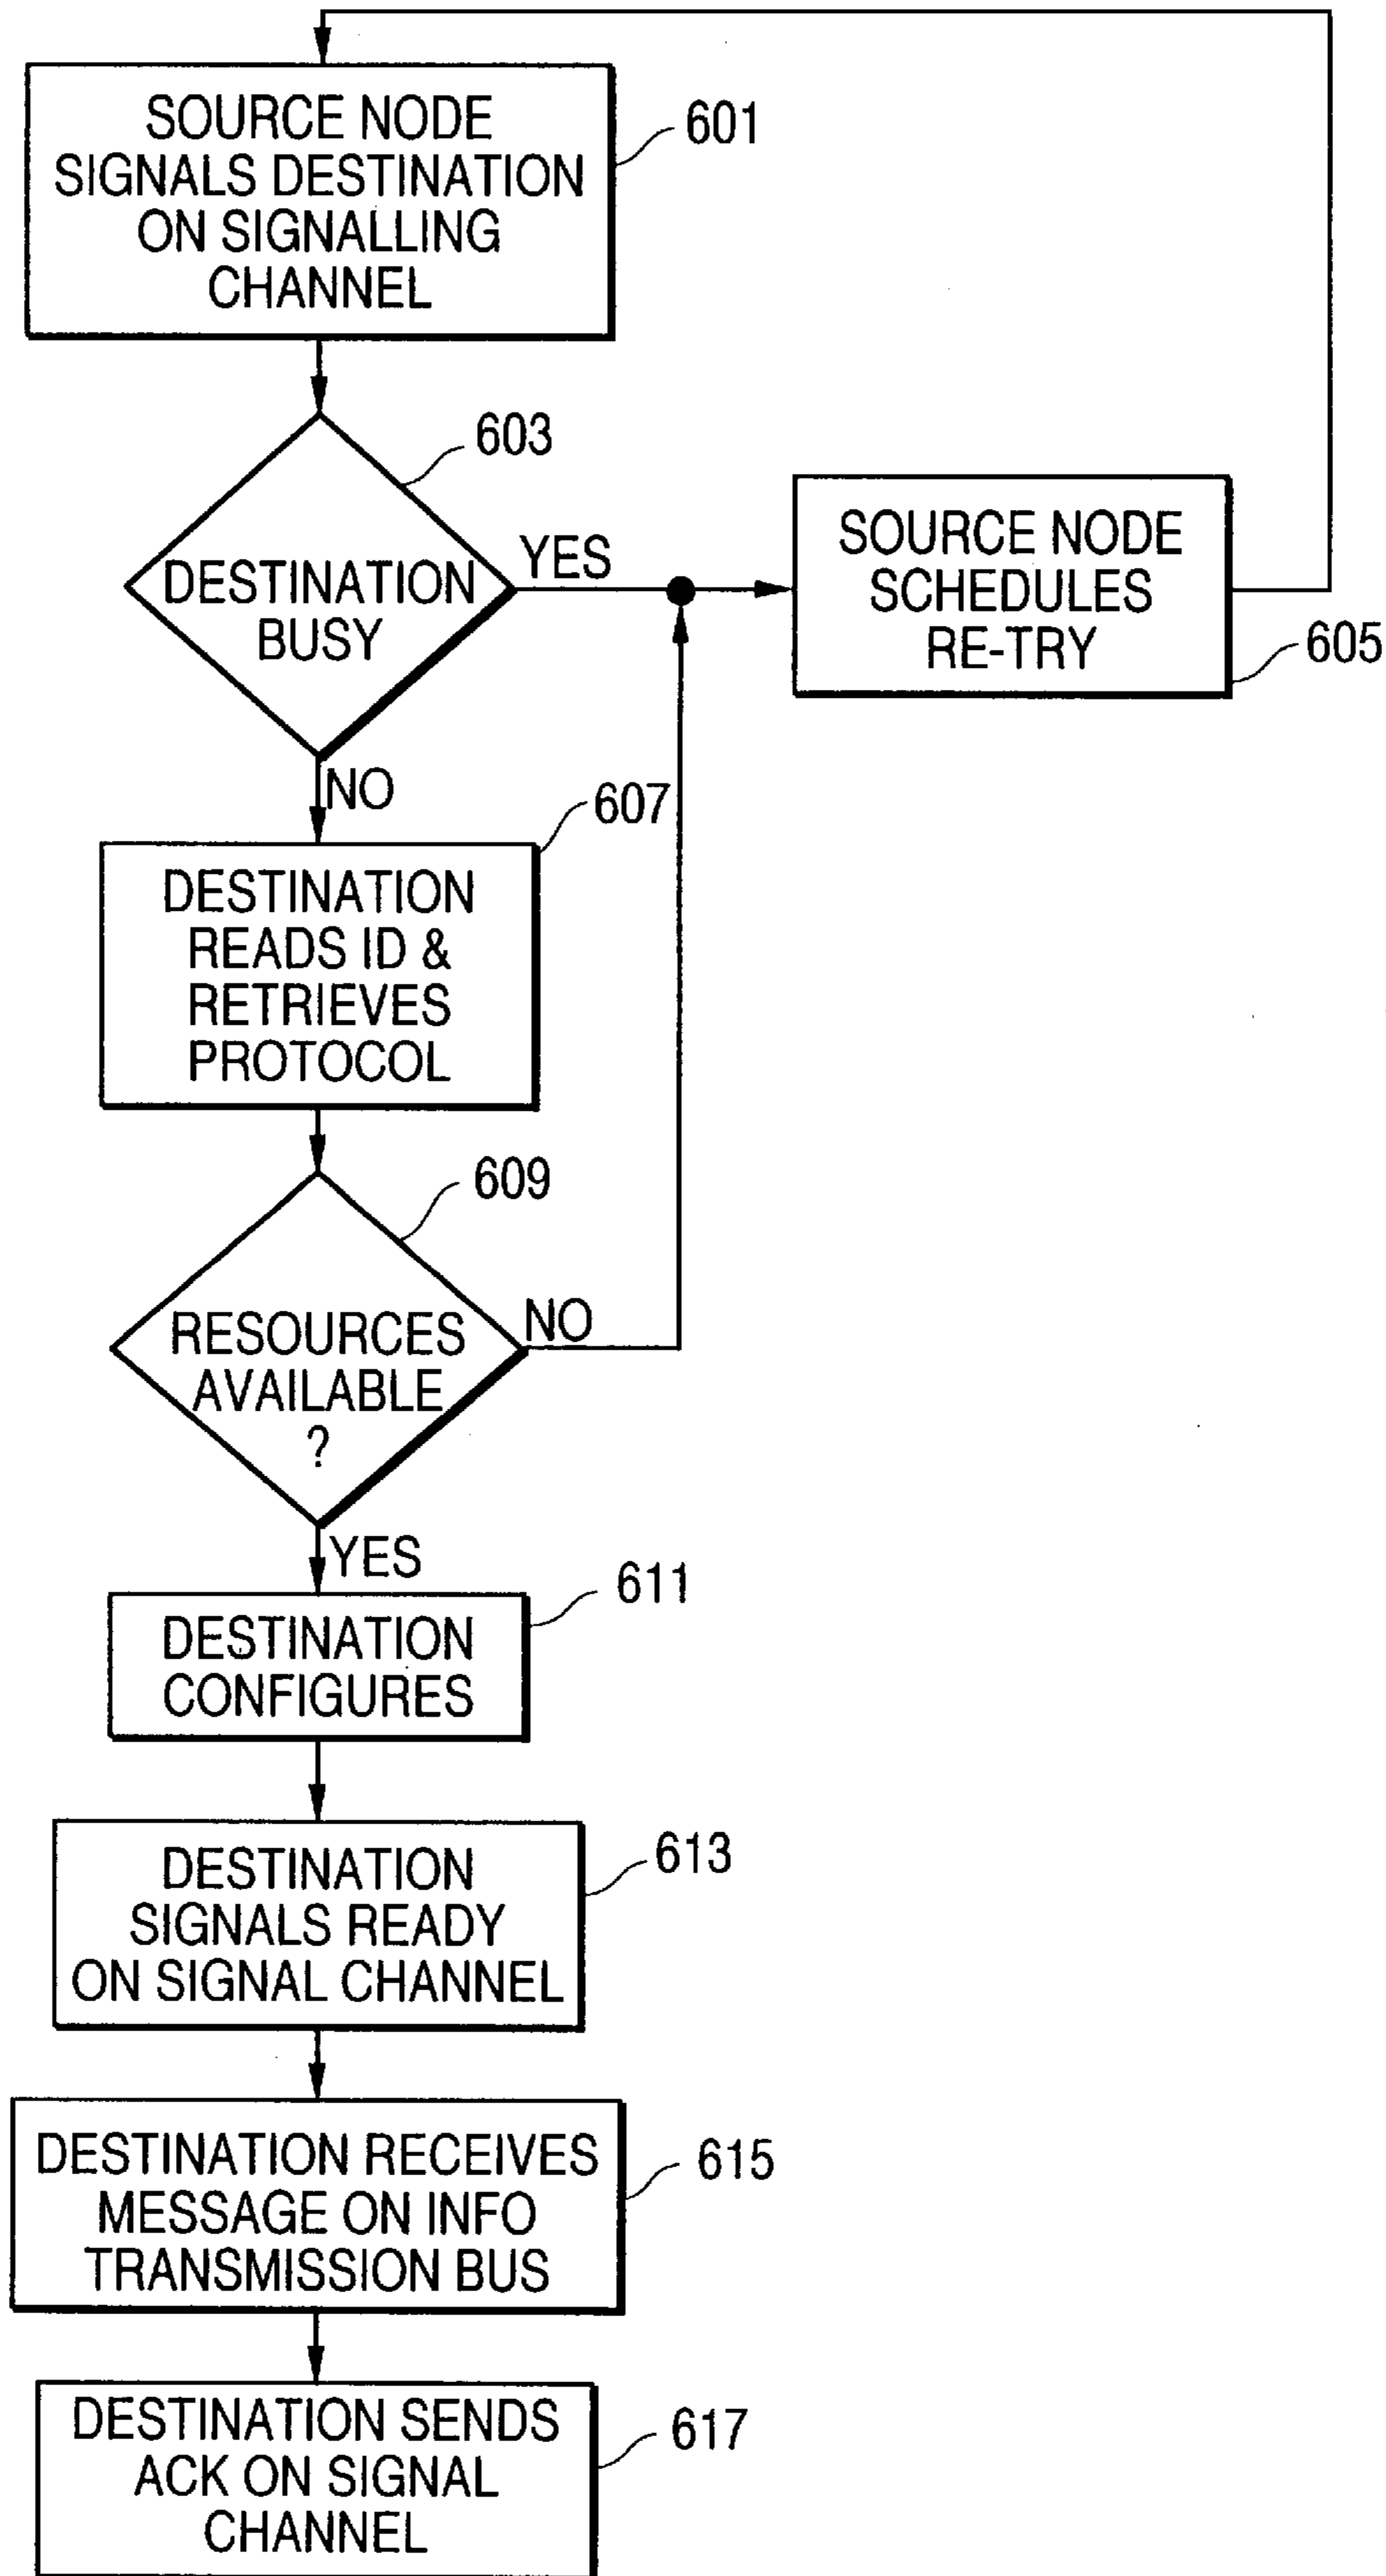 SOURCE NODE
SIGNALS DESTINATION
ON SIGNALLING
CHANNEL
601
603
DESTINATION
BUSY
YES
NO
SOURCE NODE
SCHEDULES
RE-TRY
605
607
DESTINATION
READS ID &
RETRIEVES
PROTOCOL
609
RESOURCES
AVAILABLE
?
NO
YES
611
DESTINATION
CONFIGURES
613
DESTINATION
SIGNALS READY
ON SIGNAL CHANNEL
615
DESTINATION RECEIVES
MESSAGE ON INFO
TRANSMISSION BUS
617
DESTINATION SENDS
ACK ON SIGNAL
CHANNEL